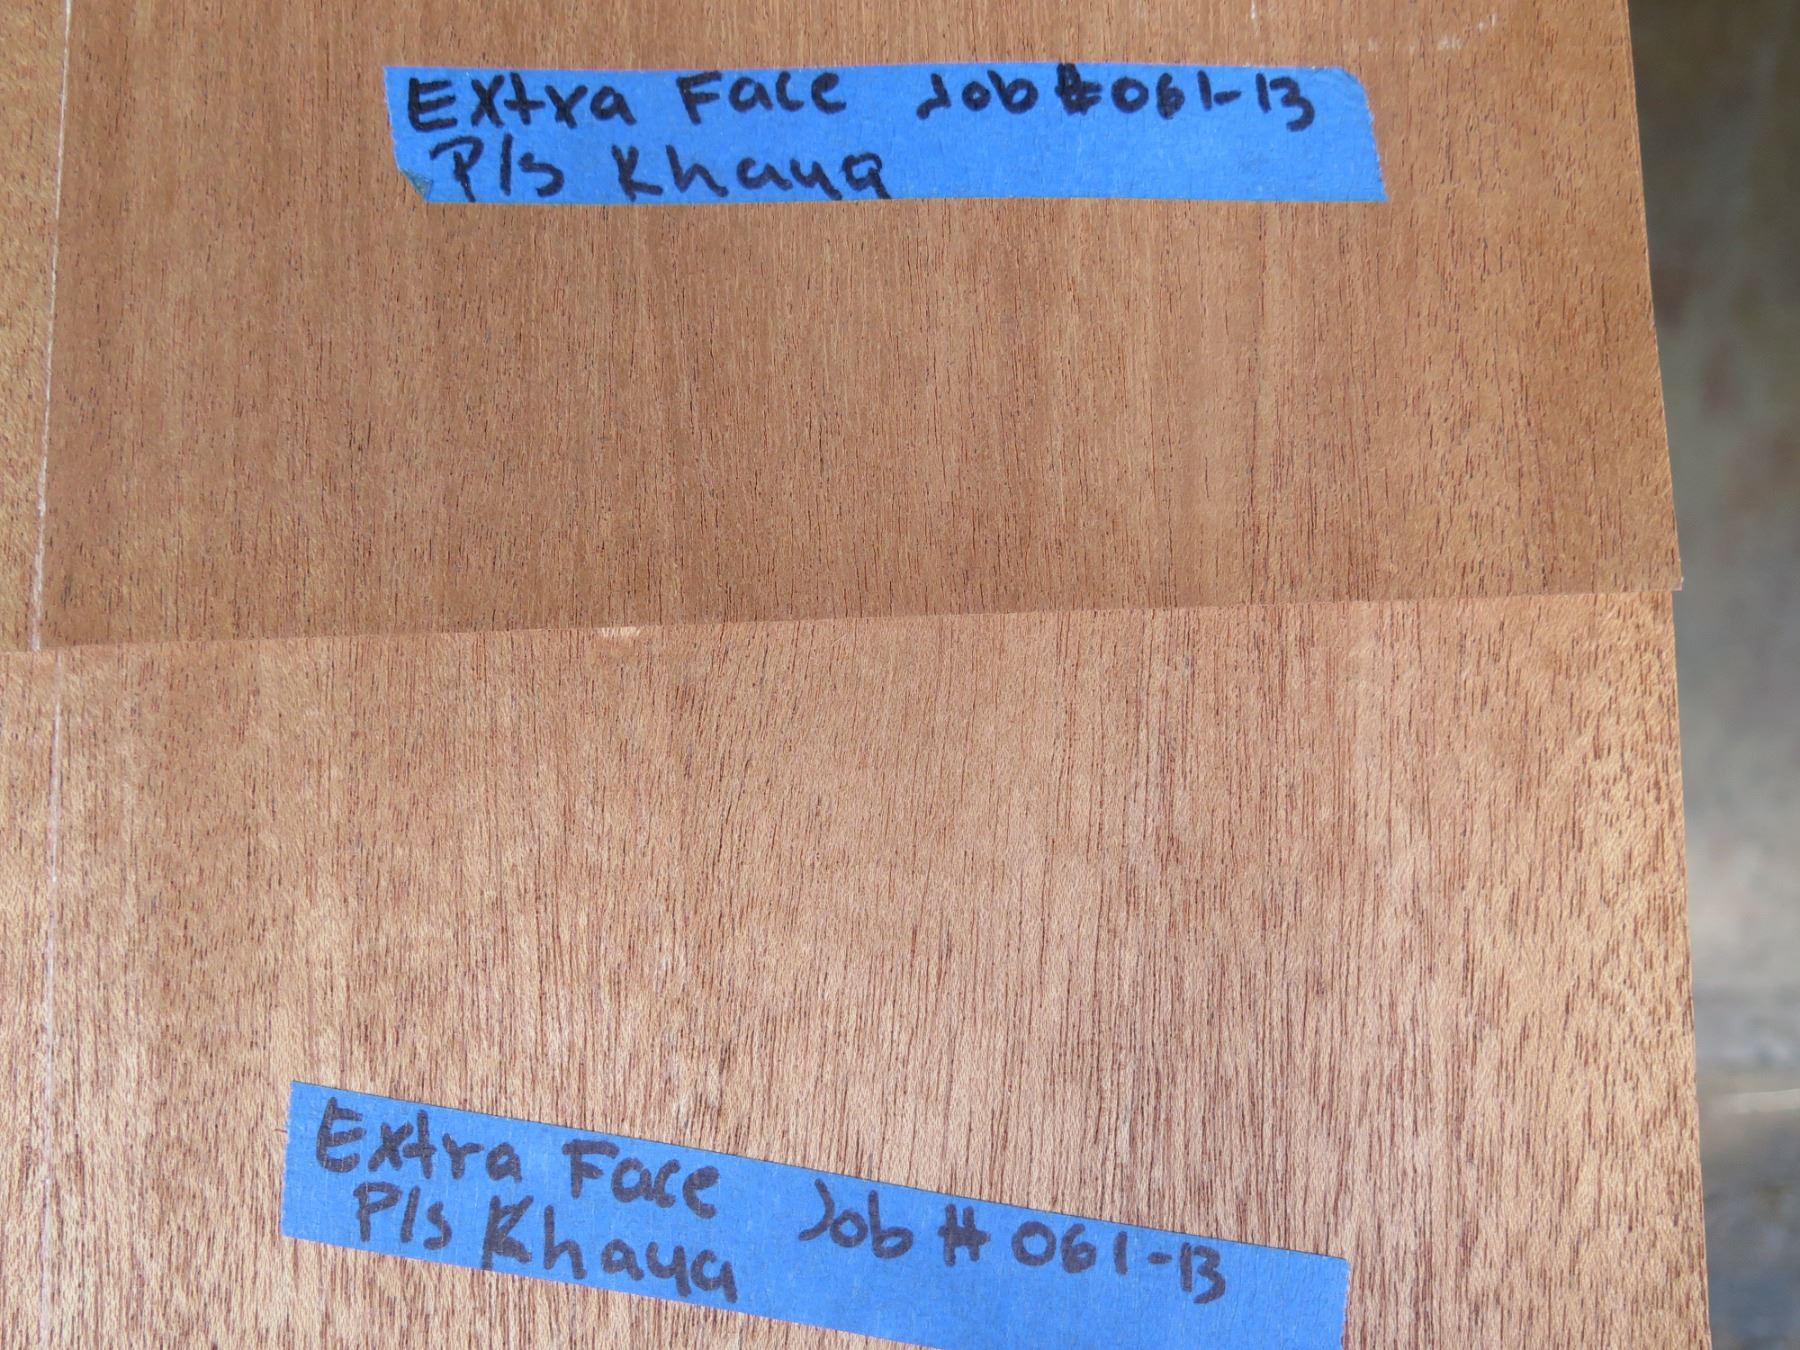 Extra Face Job #061-13
P/s Khaya
Extra Face Job # 061-13
P/s Khaya